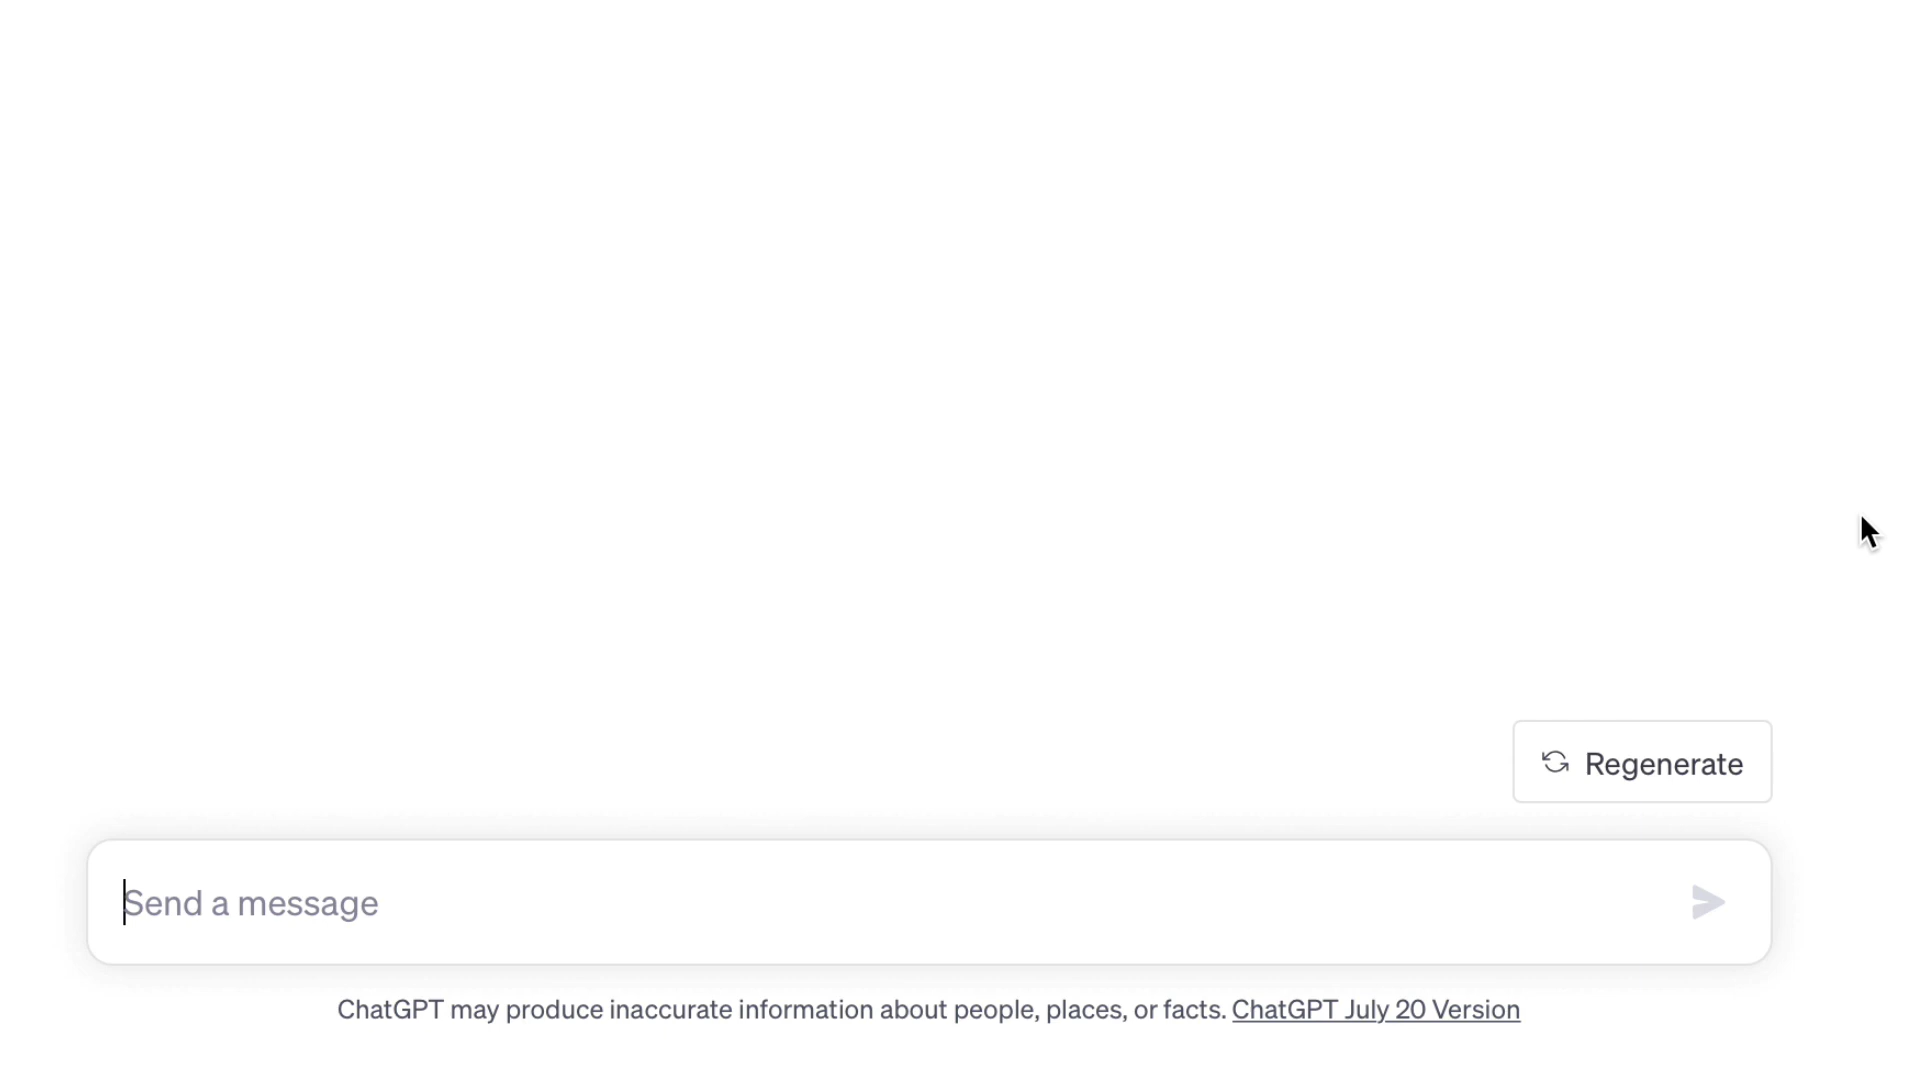 Regenerate
Send a message
ChatGPT may produce inaccurate information about people, places, or facts. ChatGPT July 20 Version